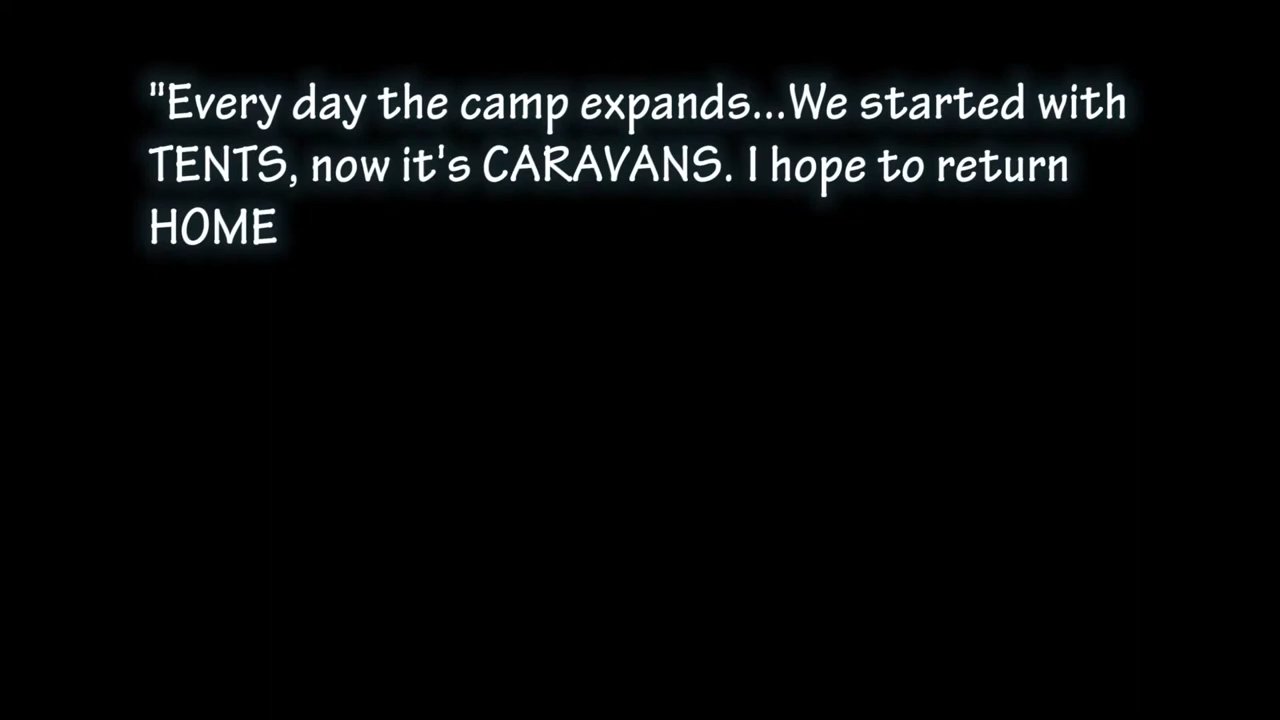 "Every day the camp expands...We started with
TENTS, now it's CARAVANS. I hope to return
HOME